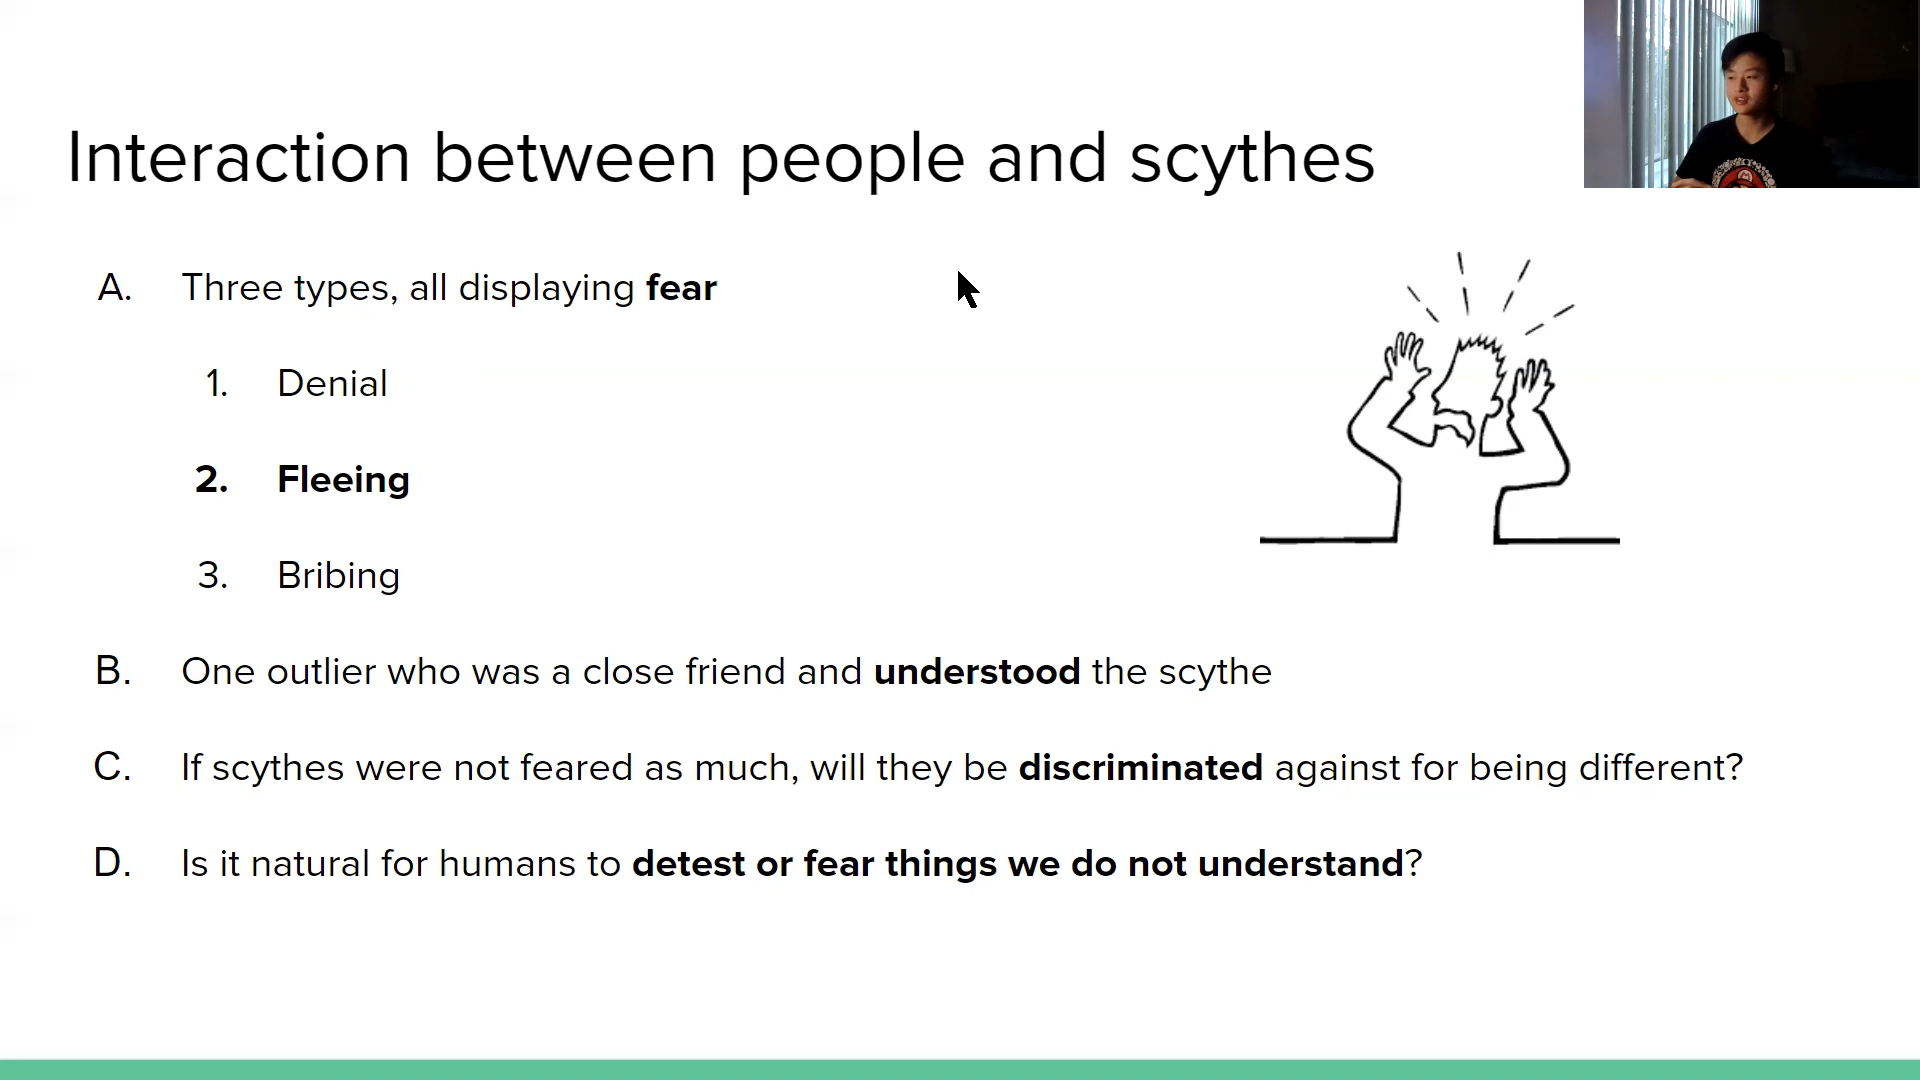 Interaction between people and scythes
A. Three types, all displaying fear
1. Denial
2. Fleeing
3. Bribing
B. One outlier who was a close friend and understood the scythe
C. If scythes were not feared as much, will they be discriminated against for being different?
D. Is it natural for humans to detest or fear things we do not understand?